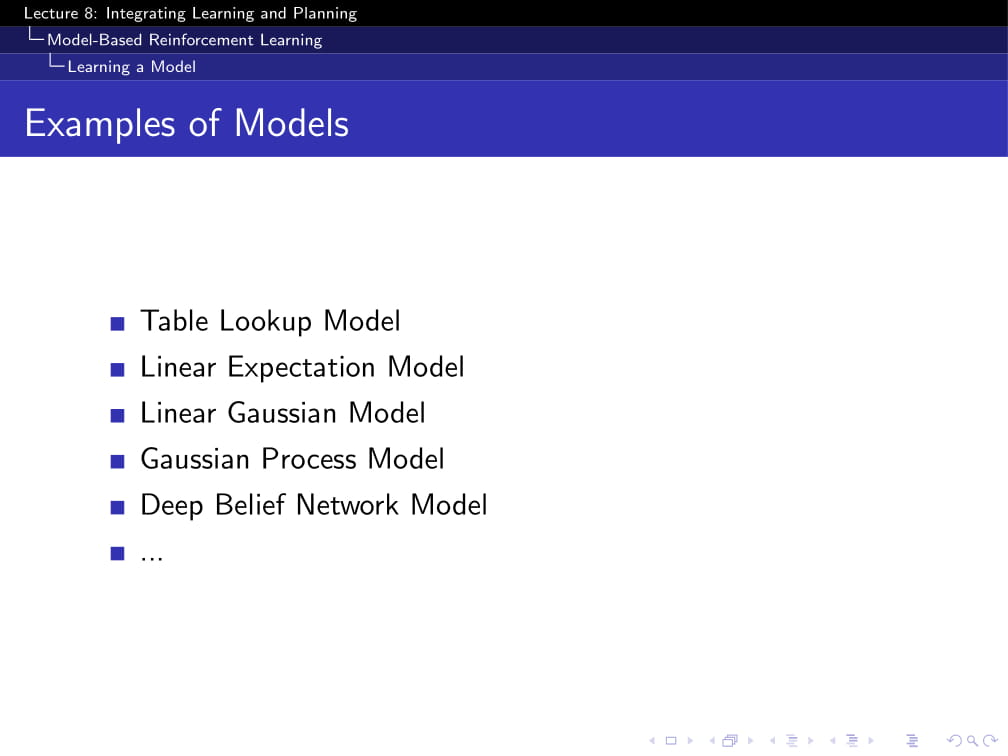 Lecture 8: Integrating Learning and Planning
Model-Based Reinforcement Learning
Learning a Model
Examples of Models
Table Lookup Model
Linear Expectation Model
Linear Gaussian Model
Gaussian Process Model
Deep Belief Network Model
...